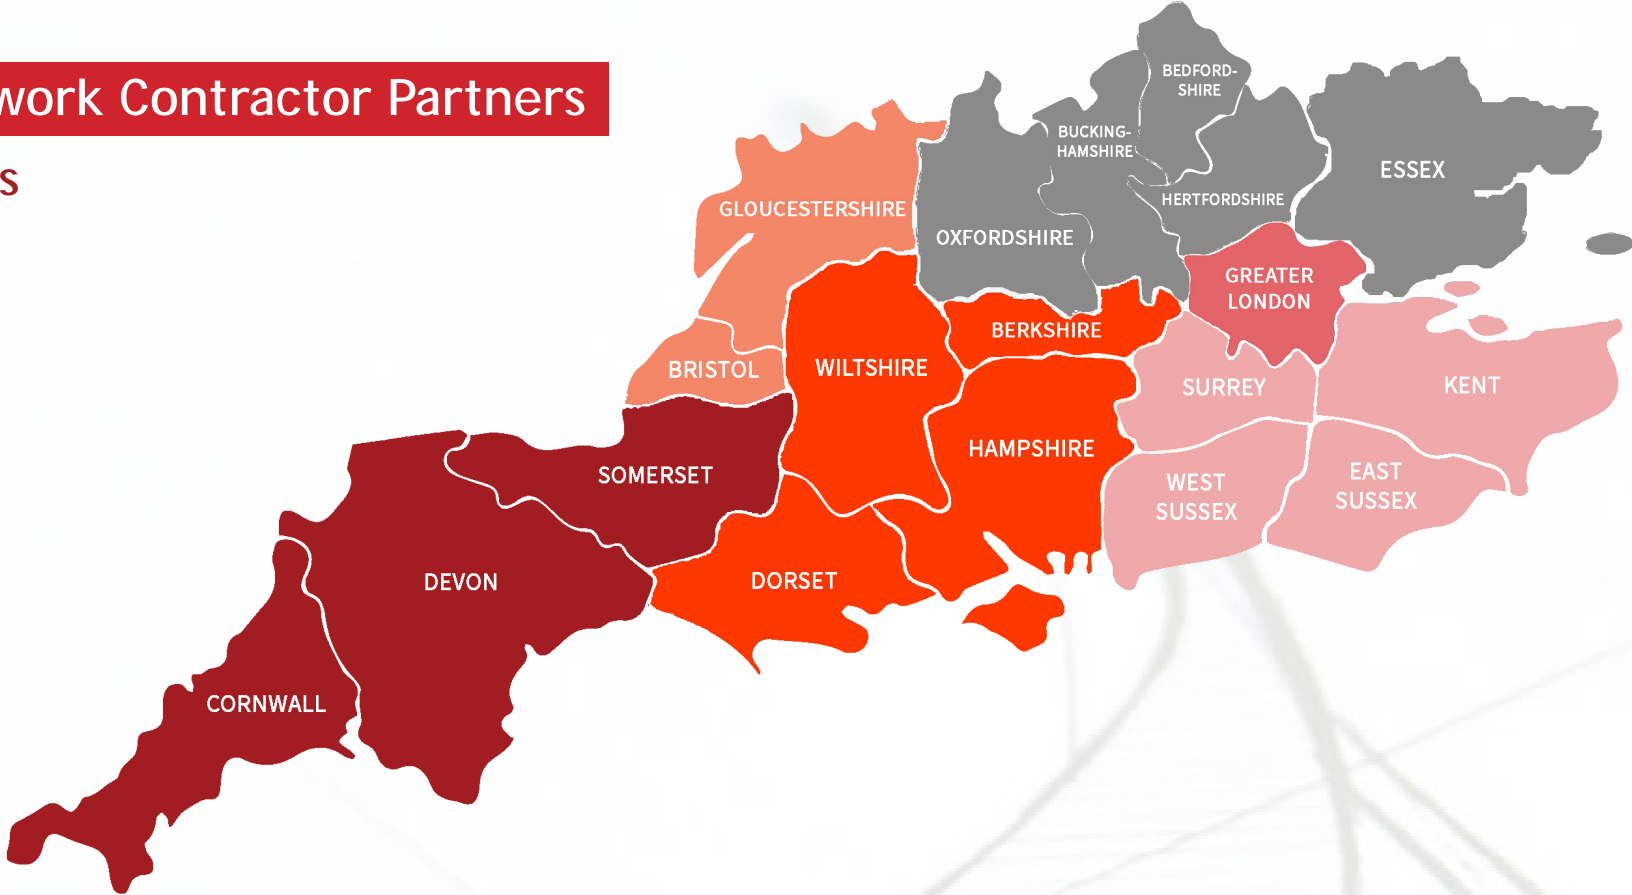 work Contractor Partners
s
BEDFORD-
SHIRE
BUCKING-
HAMSHIRE
ESSEX
HERTFORDSHIRE
GLOUCESTERSHIRE
OXFORDSHIRE
GREATER
LONDON
BERKSHIRE
BRISTOL
WILTSHIRE
SURREY
KENT
HAMPSHIRE
SOMERSET
WEST
SUSSEX
EAST
SUSSEX
DEVON
DORSET
CORNWALL